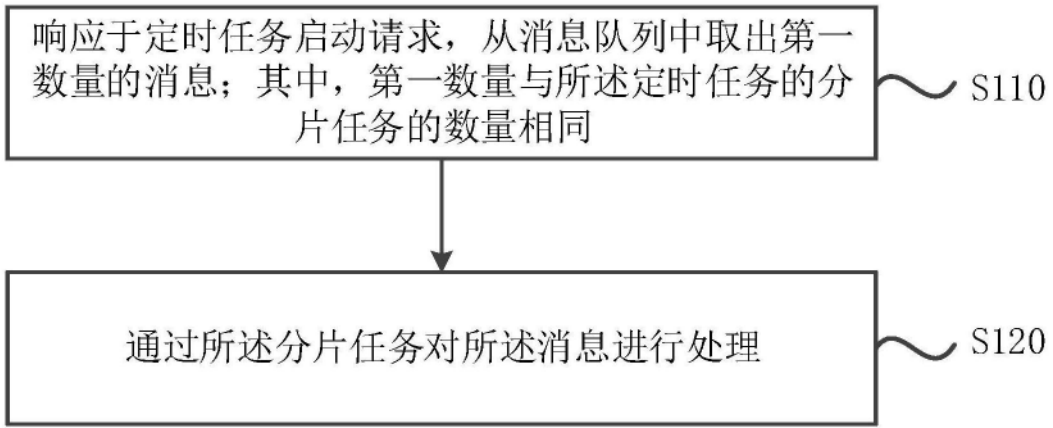 响应于定时任务启动请求，从消息队列中取出第一
数量的消息；其中，第一数量与所述定时任务的分
片任务的数量相同
S110
通过所述分片任务对所述消息进行处理
S120